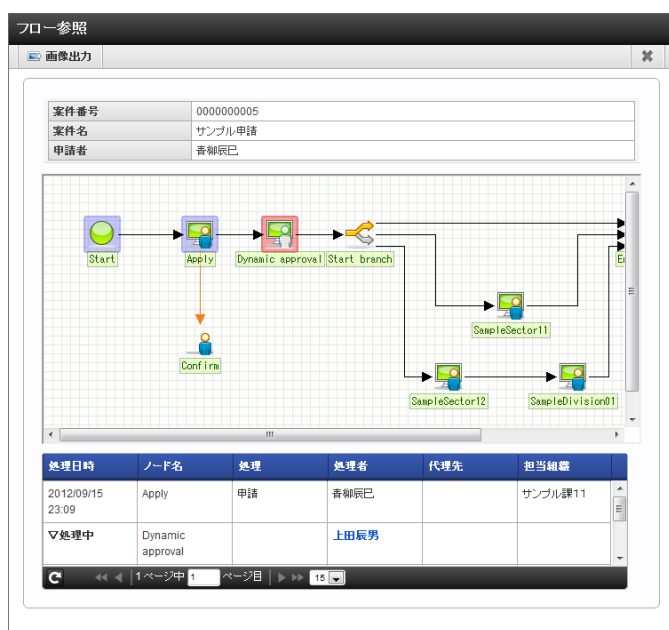 フロー参照
画像出力
案件番号 0000000005
案件名 サンプル申請
申請者 青柳辰巳
Start
Apply
Dynamic approval
Start branch
SampleSector11
Confirm
SampleSector12
SampleDivision01
処理日時 ノード名 処理 処理者 代理先 担当組織
2012/09/15 23:09 Apply 申請 青柳辰巳 サンプル課11
▽処理中 Dynamic approval 上田辰男
1 ページ中 1 ページ目 15